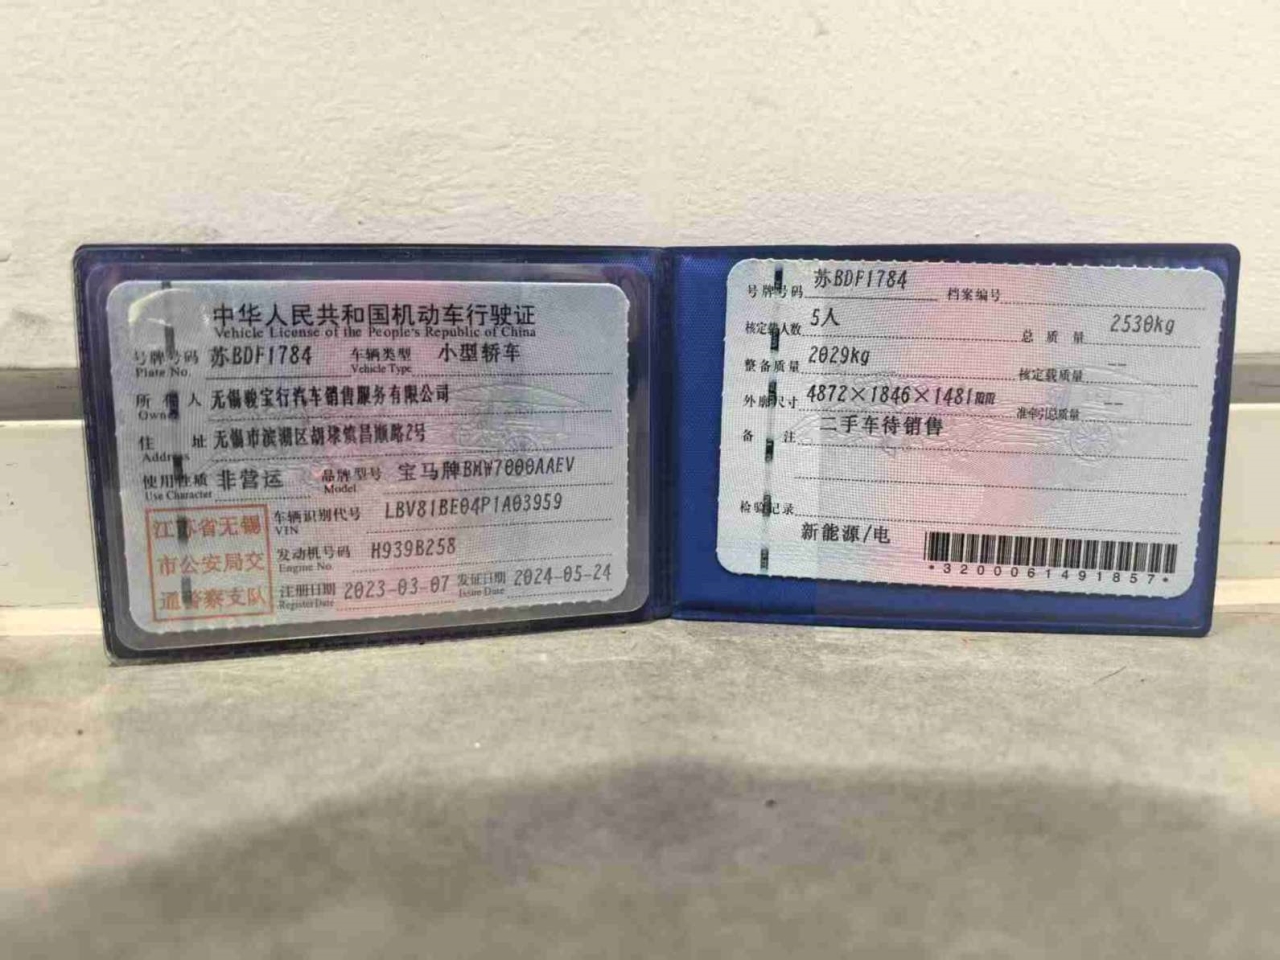 中华人民共和国机动车行驶证
Vehicle License of the People's Republic of China
号牌号码 苏BDF1784 车辆类型 小型轿车
Plate No. Vehicle Type
所有人 无锡骏宝行汽车销售服务有限公司
Owner
住址 无锡市滨湖区胡埭镇昌顺路2号
Address
使用性质 非营运 品牌型号 宝马牌BMW7000AAEV
Use Character Model
江苏省无锡
市公安局交
通警察支队
车辆识别代号 LBV81BE04P1A03959
VIN
发动机号码 H939B258
Engine No.
注册日期 2023-03-07 发证日期 2024-05-24
Register Date Issue Date
号牌号码 苏BDF1784 档案编号
核定载人数 5人 总质量 2530kg
整备质量 2029kg 核定载质量 --
外廓尺寸 4872×1846×1481 准牵引总质量 --
备注 二手车待销售
检验记录
新能源/电
*3200061491857*